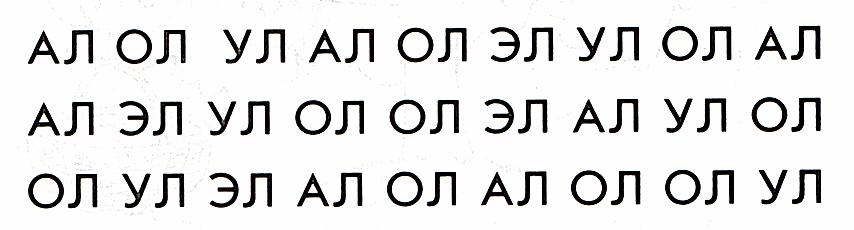 АЛ ОЛ УЛ АЛ ОЛ ЭЛ УЛ ОЛ АЛ
АЛ ЭЛ УЛ ОЛ ОЛ ЭЛ АЛ УЛ ОЛ
ОЛ УЛ ЭЛ АЛ ОЛ АЛ ОЛ ОЛ УЛ